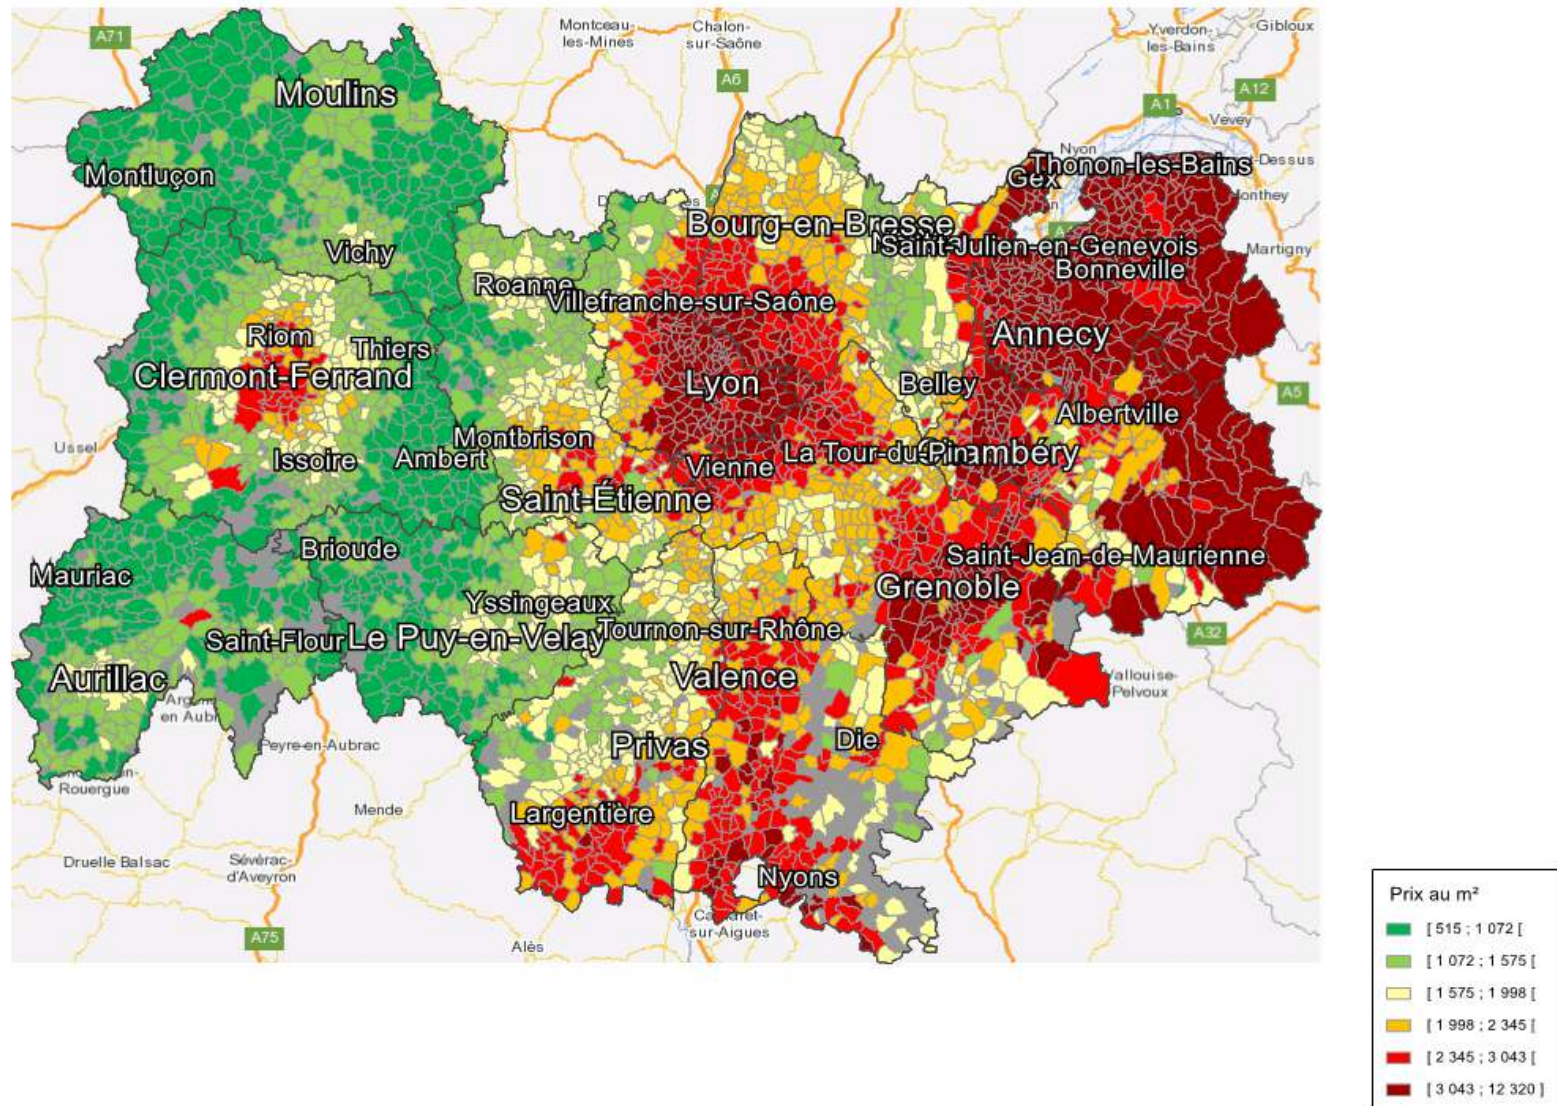 Montceau-
les-Mines
Chalon-
sur-Saône
Yverdon-
les-Bains
Gibloux
A71
A6
A12
A1
Moulins
Vevey
Nyon
Thonon-les-Bains
-Dessus
Montluçon
Gex
Monthey
Bourg-en-Bresse
Vichy
Saint-Julien-en-Genevois
Martigny
Bonneville
Roanne
Villefranche-sur-Saône
Riom
Thiers
Annecy
Clermont-Ferrand
Lyon
Belley
A5
Albertville
Ussel
Montbrison
Issoire
Ambert
Vienne
La Tour-du-Pin
Chambéry
Saint-Étienne
Brioude
Saint-Jean-de-Maurienne
Mauriac
Grenoble
Yssingeaux
A32
Saint-Flour
Le Puy-en-Velay
Tournon-sur-Rhône
Aurillac
Valence
Vallouise-
Pelvoux
en Aub
Peyre-en-Aubrac
Privas
Die
Rouergue
Mende
Largentière
Druelle Balsac
Sévérac-
d'Aveyron
Nyons
sur-Aigues
A75
Alès
Prix au m²
[ 515 ; 1 072 [
[ 1 072 ; 1 575 [
[ 1 575 ; 1 998 [
[ 1 998 ; 2 345 [
[ 2 345 ; 3 043 [
[ 3 043 ; 12 320 ]